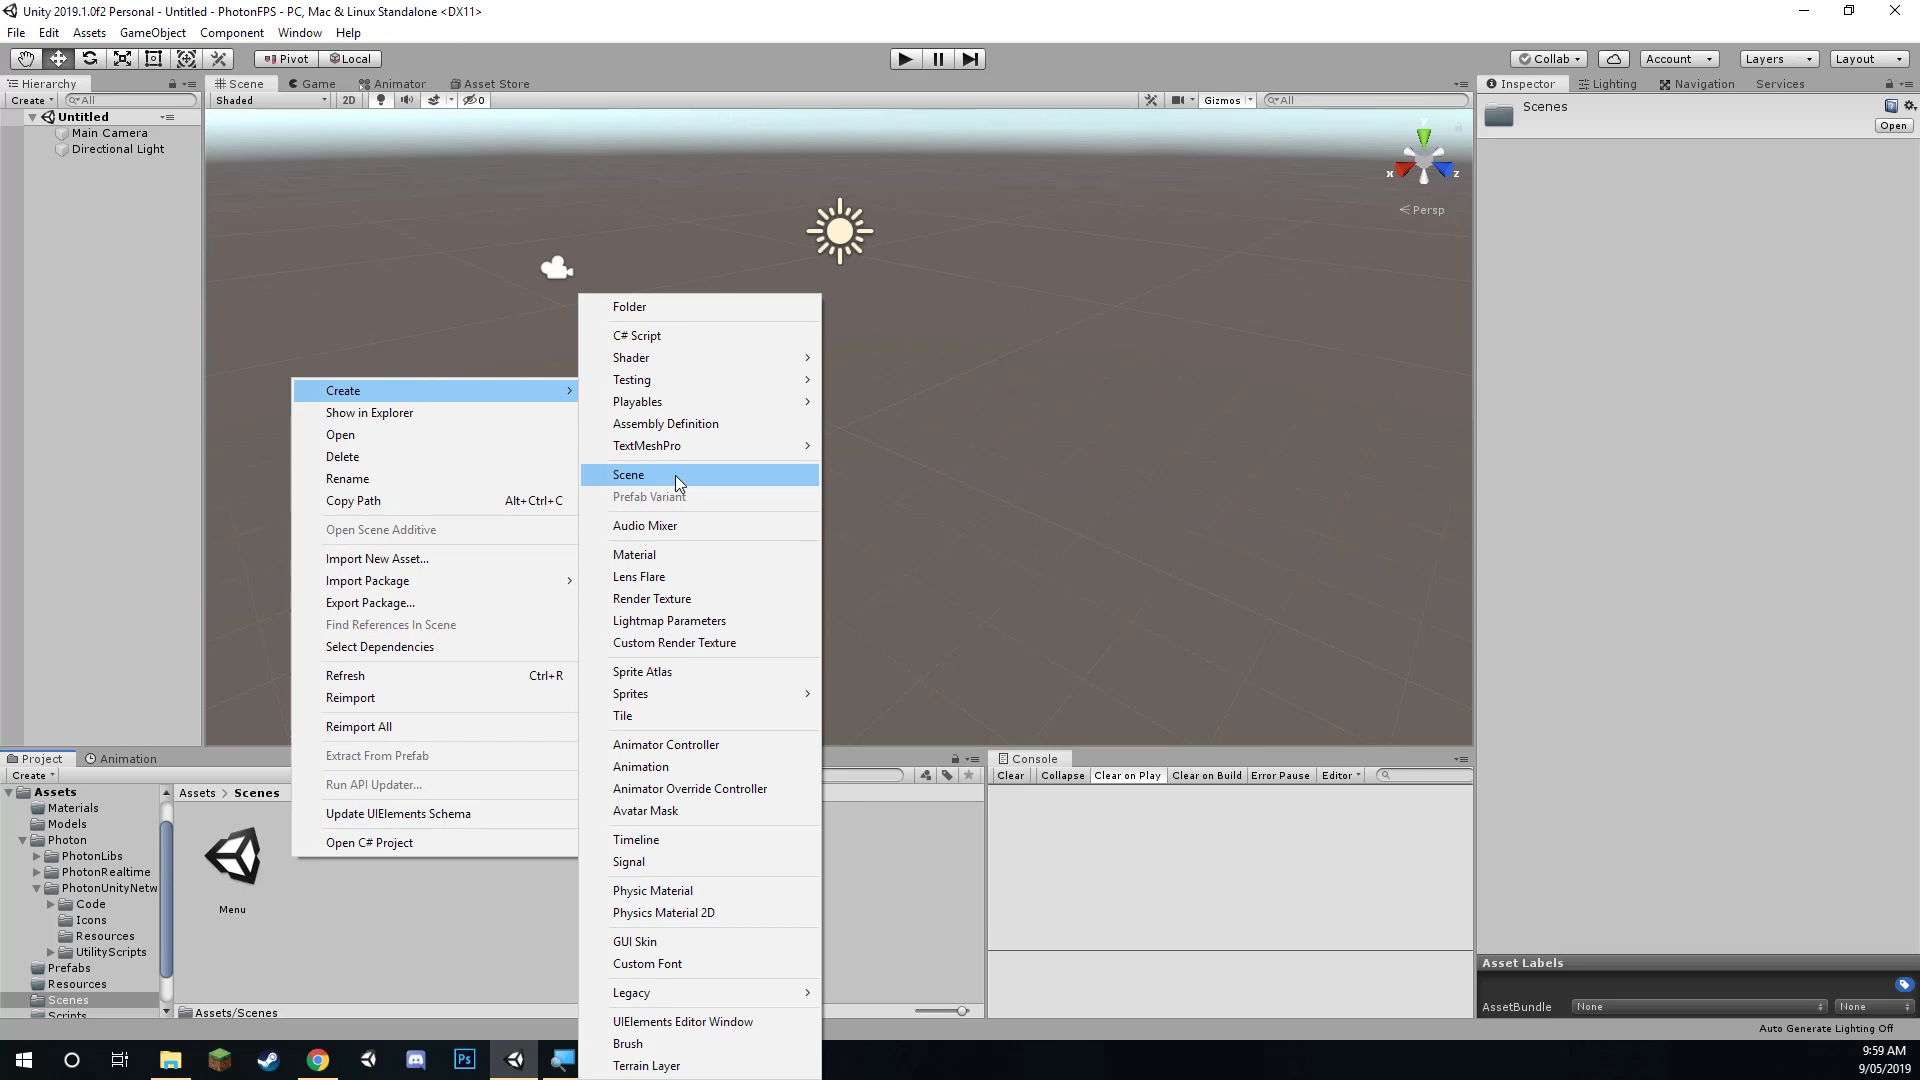 Unity 2019.1.0f2 Personal - Untitled - PhotonFPS - PC, Mac & Linux Standalone <DX11>
File Edit Assets GameObject Component Window Help
Pivot Local Collab Account Layers Layout
Hierarchy
Create All
Untitled
Main Camera
Directional Light
Scene Game Animator Asset Store
Shaded 2D 0 Gizmos All
y
x z
Persp
Inspector Lighting Navigation Services
Scenes
Open
Create
Show in Explorer
Open
Delete
Rename
Copy Path Alt+Ctrl+C
Open Scene Additive
Import New Asset...
Import Package
Export Package...
Find References In Scene
Select Dependencies
Refresh Ctrl+R
Reimport
Reimport All
Extract From Prefab
Run API Updater...
Update UIElements Schema
Open C# Project
Folder
C# Script
Shader
Testing
Playables
Assembly Definition
TextMeshPro
Scene
Prefab Variant
Audio Mixer
Material
Lens Flare
Render Texture
Lightmap Parameters
Custom Render Texture
Sprite Atlas
Sprites
Tile
Animator Controller
Animation
Animator Override Controller
Avatar Mask
Timeline
Signal
Physic Material
Physics Material 2D
GUI Skin
Custom Font
Legacy
UIElements Editor Window
Brush
Terrain Layer
Project Animation
Create
Assets
Materials
Models
Photon
PhotonLibs
PhotonRealtime
PhotonUnityNetw
Code
Icons
Resources
UtilityScripts
Prefabs
Resources
Scenes
Scripts
Assets Scenes
Menu
Assets/Scenes
Console
Clear Collapse Clear on Play Clear on Build Error Pause Editor
Asset Labels
AssetBundle None None
Auto Generate Lighting Off
Ps
9:59 AM
9/05/2019